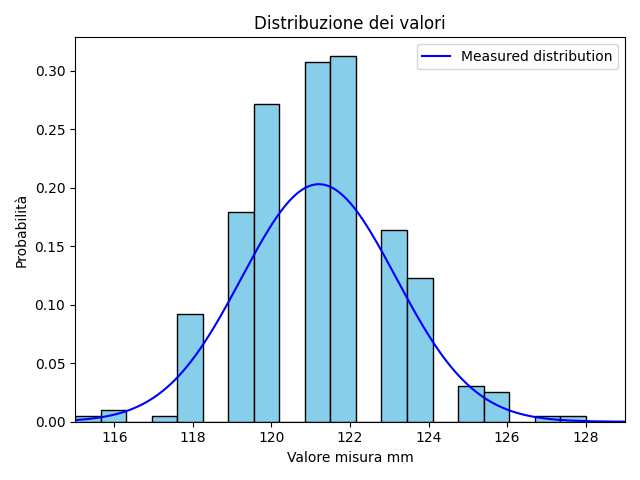 Distribuzione dei valori
Measured distribution
Probabilità
0.30
0.25
0.20
0.15
0.10
0.05
0.00
116 118 120 122 124 126 128
Valore misura mm